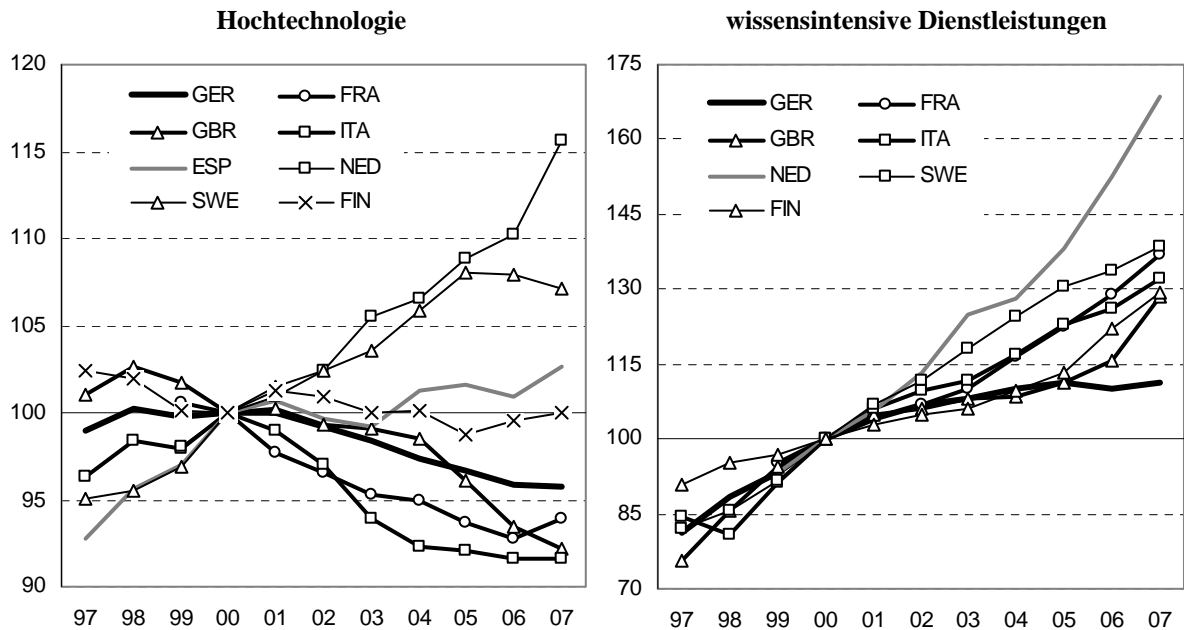 Hochtechnologie
wissensintensive Dienstleistungen
120
115
110
105
100
95
90
GER FRA
GBR ITA
ESP NED
SWE FIN
97 98 99 00 01 02 03 04 05 06 07
175
160
145
130
115
100
85
70
GER FRA
GBR ITA
NED SWE
FIN
97 98 99 00 01 02 03 04 05 06 07